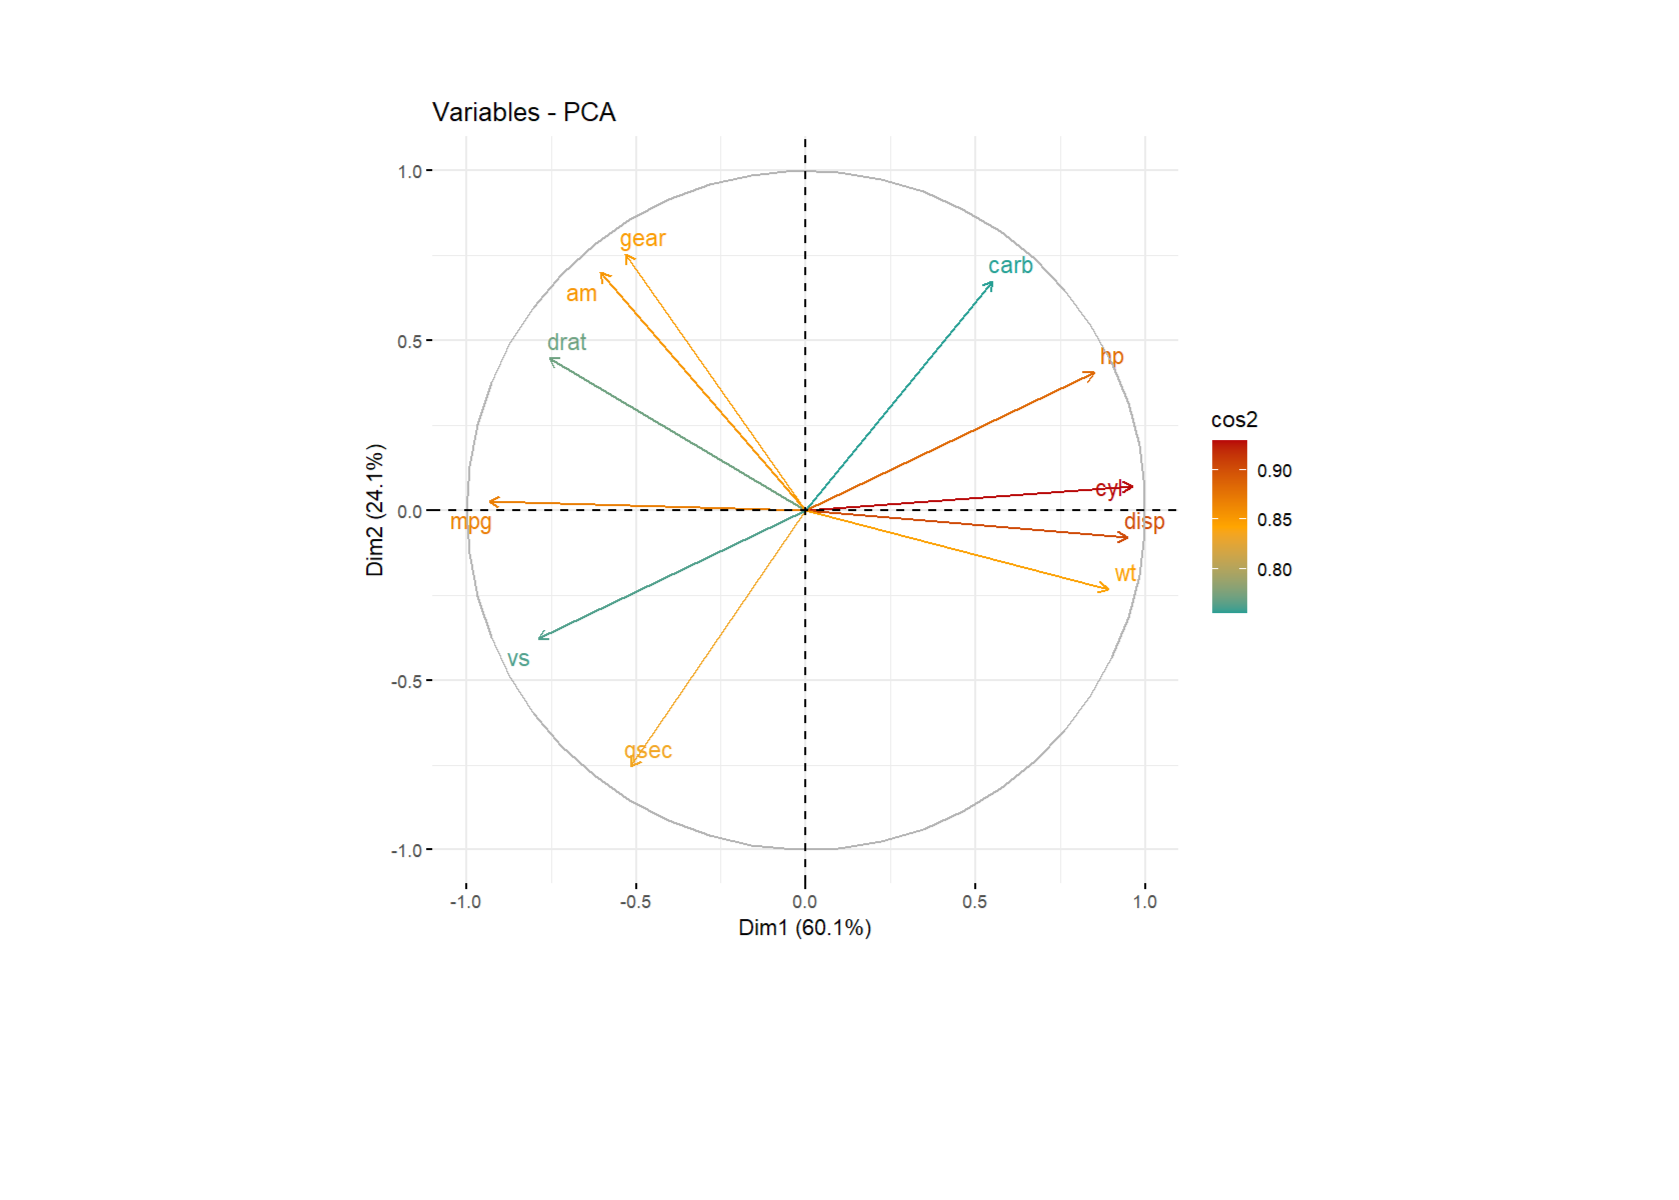 Variables - PCA
1.0
0.5
0.0
-0.5
-1.0
Dim2 (24.1%)
gear
am
drat
mpg
vs
qsec
carb
hp
cyl
disp
wt
-1.0
-0.5
0.0
0.5
1.0
Dim1 (60.1%)
cos2
0.90
0.85
0.80